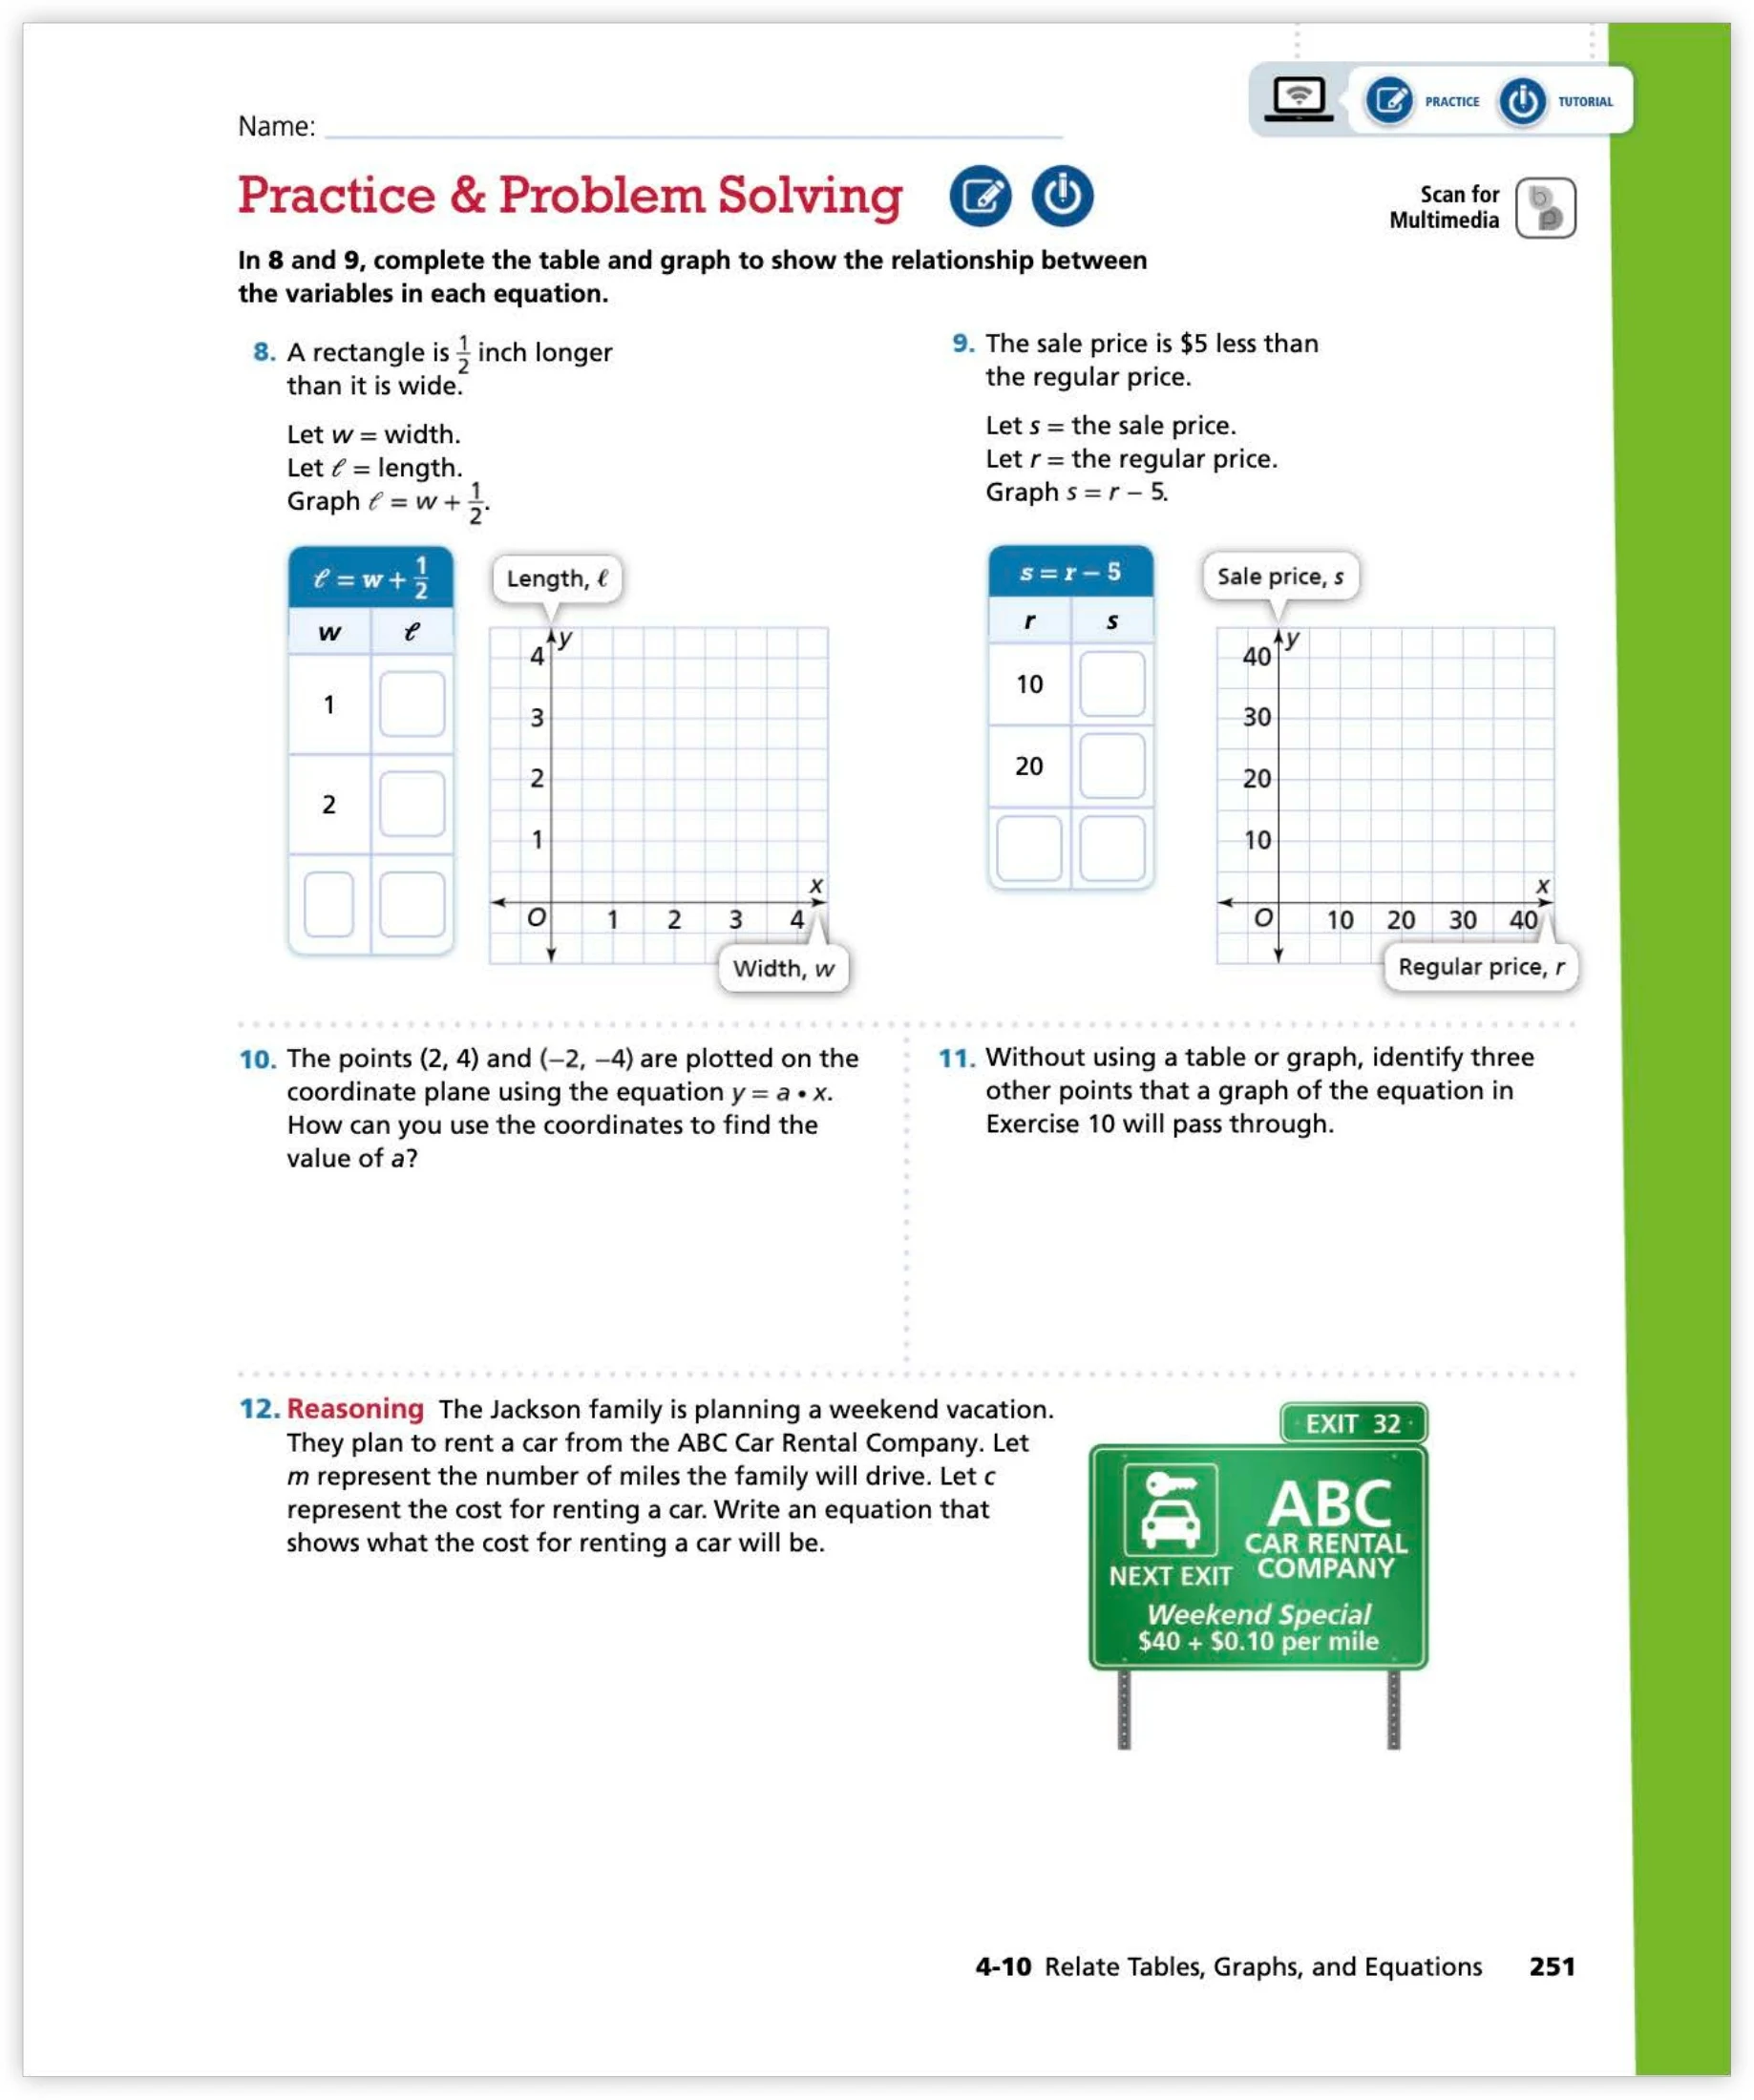 PRACTICE
TUTORIAL
Name:
Practice & Problem Solving
Scan for
Multimedia
In 8 and 9, complete the table and graph to show the relationship between
the variables in each equation.
8. A rectangle is 1/2 inch longer
than it is wide.
Let w = width.
Let ℓ = length.
Graph ℓ = w + 1/2.
ℓ = w + 1/2
w ℓ
1
2
Length, ℓ
y
4
3
2
1
x
O 1 2 3 4
Width, w
9. The sale price is $5 less than
the regular price.
Let s = the sale price.
Let r = the regular price.
Graph s = r – 5.
s = r – 5
r s
10
20
Sale price, s
y
40
30
20
10
x
O 10 20 30 40
Regular price, r
10. The points (2, 4) and (–2, –4) are plotted on the
coordinate plane using the equation y = a • x.
How can you use the coordinates to find the
value of a?
11. Without using a table or graph, identify three
other points that a graph of the equation in
Exercise 10 will pass through.
12. Reasoning The Jackson family is planning a weekend vacation.
They plan to rent a car from the ABC Car Rental Company. Let
m represent the number of miles the family will drive. Let c
represent the cost for renting a car. Write an equation that
shows what the cost for renting a car will be.
EXIT 32
ABC
CAR RENTAL
COMPANY
NEXT EXIT
Weekend Special
$40 + $0.10 per mile
4-10 Relate Tables, Graphs, and Equations 251